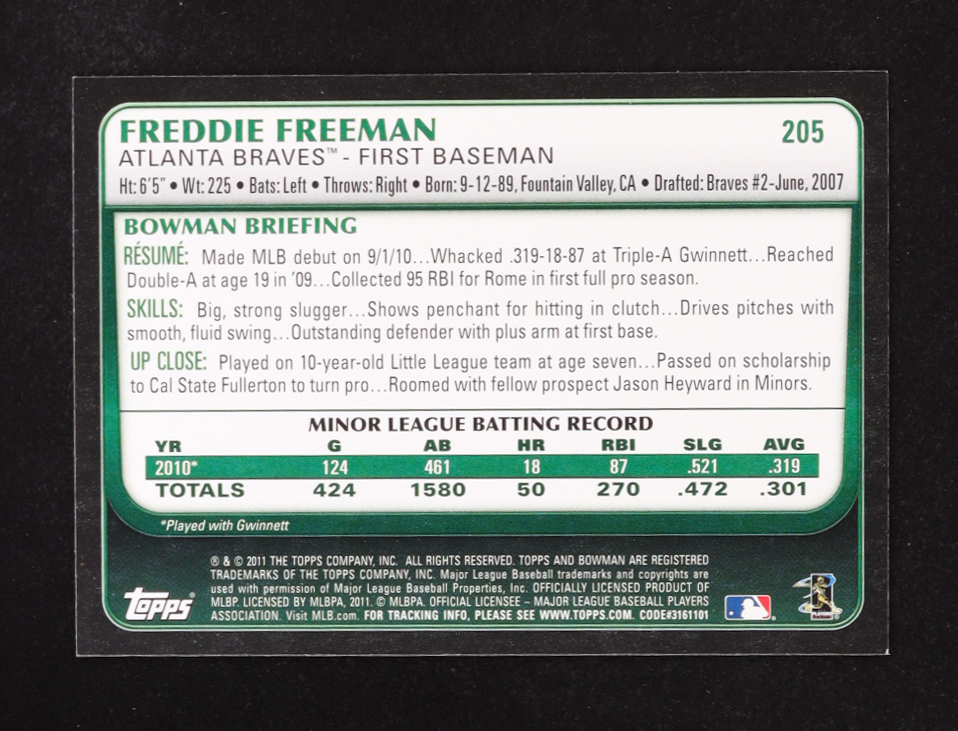 FREDDIE FREEMAN 205
ATLANTA BRAVES™ - FIRST BASEMAN
Ht: 6'5" • Wt: 225 • Bats: Left • Throws: Right • Born: 9-12-89, Fountain Valley, CA • Drafted: Braves #2-June, 2007
BOWMAN BRIEFING
RÉSUMÉ: Made MLB debut on 9/1/10...Whacked .319-18-87 at Triple-A Gwinnett...Reached
Double-A at age 19 in '09...Collected 95 RBI for Rome in first full pro season.
SKILLS: Big, strong slugger...Shows penchant for hitting in clutch...Drives pitches with
smooth, fluid swing...Outstanding defender with plus arm at first base.
UP CLOSE: Played on 10-year-old Little League team at age seven...Passed on scholarship
to Cal State Fullerton to turn pro...Roomed with fellow prospect Jason Heyward in Minors.
MINOR LEAGUE BATTING RECORD
YR G AB HR RBI SLG AVG
2010* 124 461 18 87 .521 .319
TOTALS 424 1580 50 270 .472 .301
*Played with Gwinnett
® & © 2011 THE TOPPS COMPANY, INC. ALL RIGHTS RESERVED. TOPPS AND BOWMAN ARE REGISTERED
TRADEMARKS OF THE TOPPS COMPANY, INC. Major League Baseball trademarks and copyrights are
used with permission of Major League Baseball Properties, Inc. OFFICIALLY LICENSED PRODUCT OF
MLBP. LICENSED BY MLBPA, 2011. © MLBPA. OFFICIAL LICENSEE – MAJOR LEAGUE BASEBALL PLAYERS
ASSOCIATION. Visit MLB.com. FOR TRACKING INFO, PLEASE SEE WWW.TOPPS.COM. CODE#3161101
topps®